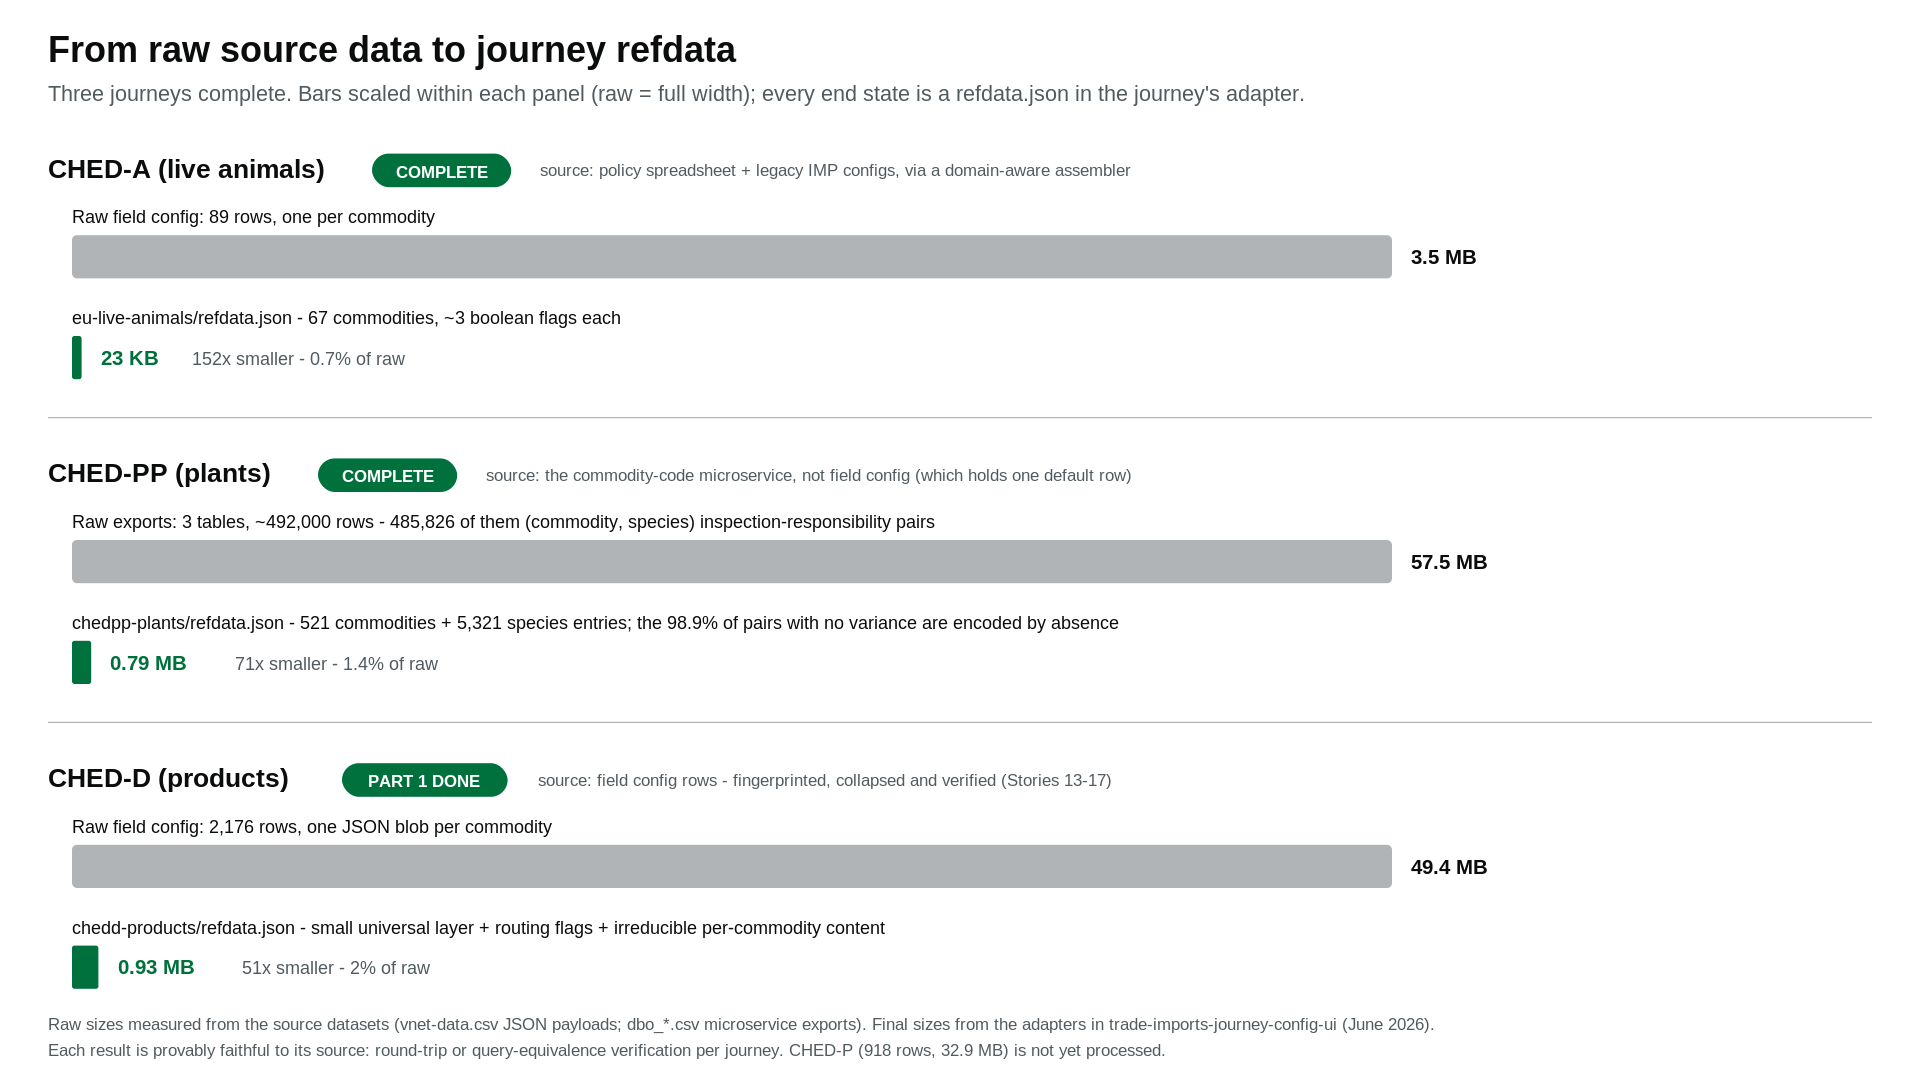 From raw source data to journey refdata
Three journeys complete. Bars scaled within each panel (raw = full width); every end state is a refdata.json in the journey's adapter.
CHED-A (live animals)
COMPLETE
source: policy spreadsheet + legacy IMP configs, via a domain-aware assembler
Raw field config: 89 rows, one per commodity
3.5 MB
eu-live-animals/refdata.json - 67 commodities, ~3 boolean flags each
23 KB
152x smaller - 0.7% of raw
CHED-PP (plants)
COMPLETE
source: the commodity-code microservice, not field config (which holds one default row)
Raw exports: 3 tables, ~492,000 rows - 485,826 of them (commodity, species) inspection-responsibility pairs
57.5 MB
chedpp-plants/refdata.json - 521 commodities + 5,321 species entries; the 98.9% of pairs with no variance are encoded by absence
0.79 MB
71x smaller - 1.4% of raw
CHED-D (products)
PART 1 DONE
source: field config rows - fingerprinted, collapsed and verified (Stories 13-17)
Raw field config: 2,176 rows, one JSON blob per commodity
49.4 MB
chedd-products/refdata.json - small universal layer + routing flags + irreducible per-commodity content
0.93 MB
51x smaller - 2% of raw
Raw sizes measured from the source datasets (vnet-data.csv JSON payloads; dbo_*.csv microservice exports). Final sizes from the adapters in trade-imports-journey-config-ui (June 2026).
Each result is provably faithful to its source: round-trip or query-equivalence verification per journey. CHED-P (918 rows, 32.9 MB) is not yet processed.